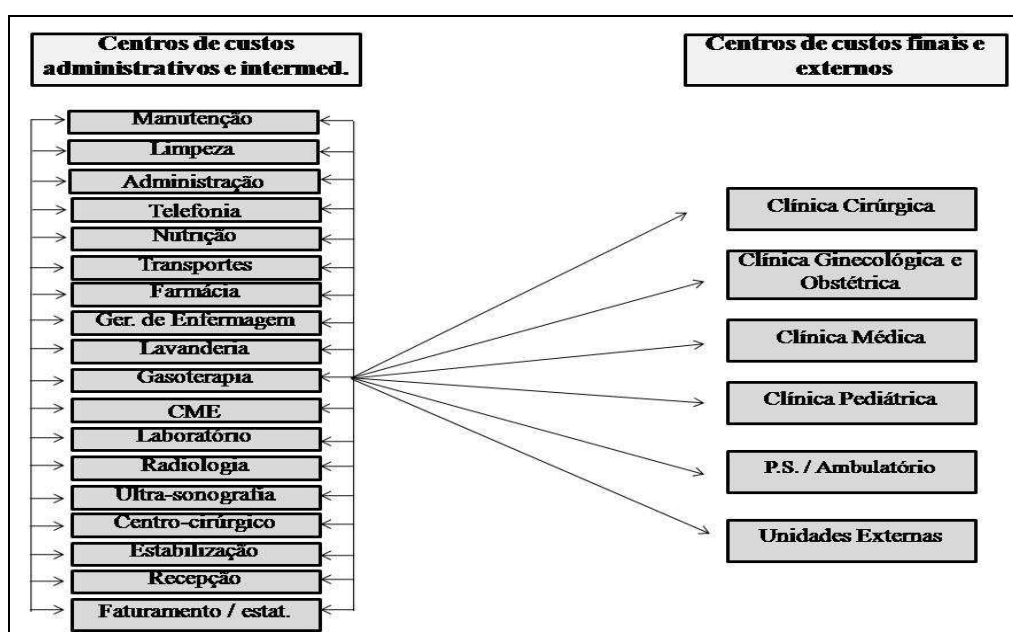 Centros de custos
administrativos e intermed.
Manutenção
Limpeza
Administração
Telefonia
Nutrição
Transportes
Farmácia
Ger. de Enfermagem
Lavanderia
Gasoterapia
CME
Laboratório
Radiologia
Ultra-sonografia
Centro-cirúrgico
Estabilização
Recepção
Faturamento / estat.
Centros de custos finais e
externos
Clínica Cirúrgica
Clínica Ginecológica e
Obstétrica
Clínica Médica
Clínica Pediátrica
P.S. / Ambulatório
Unidades Externas